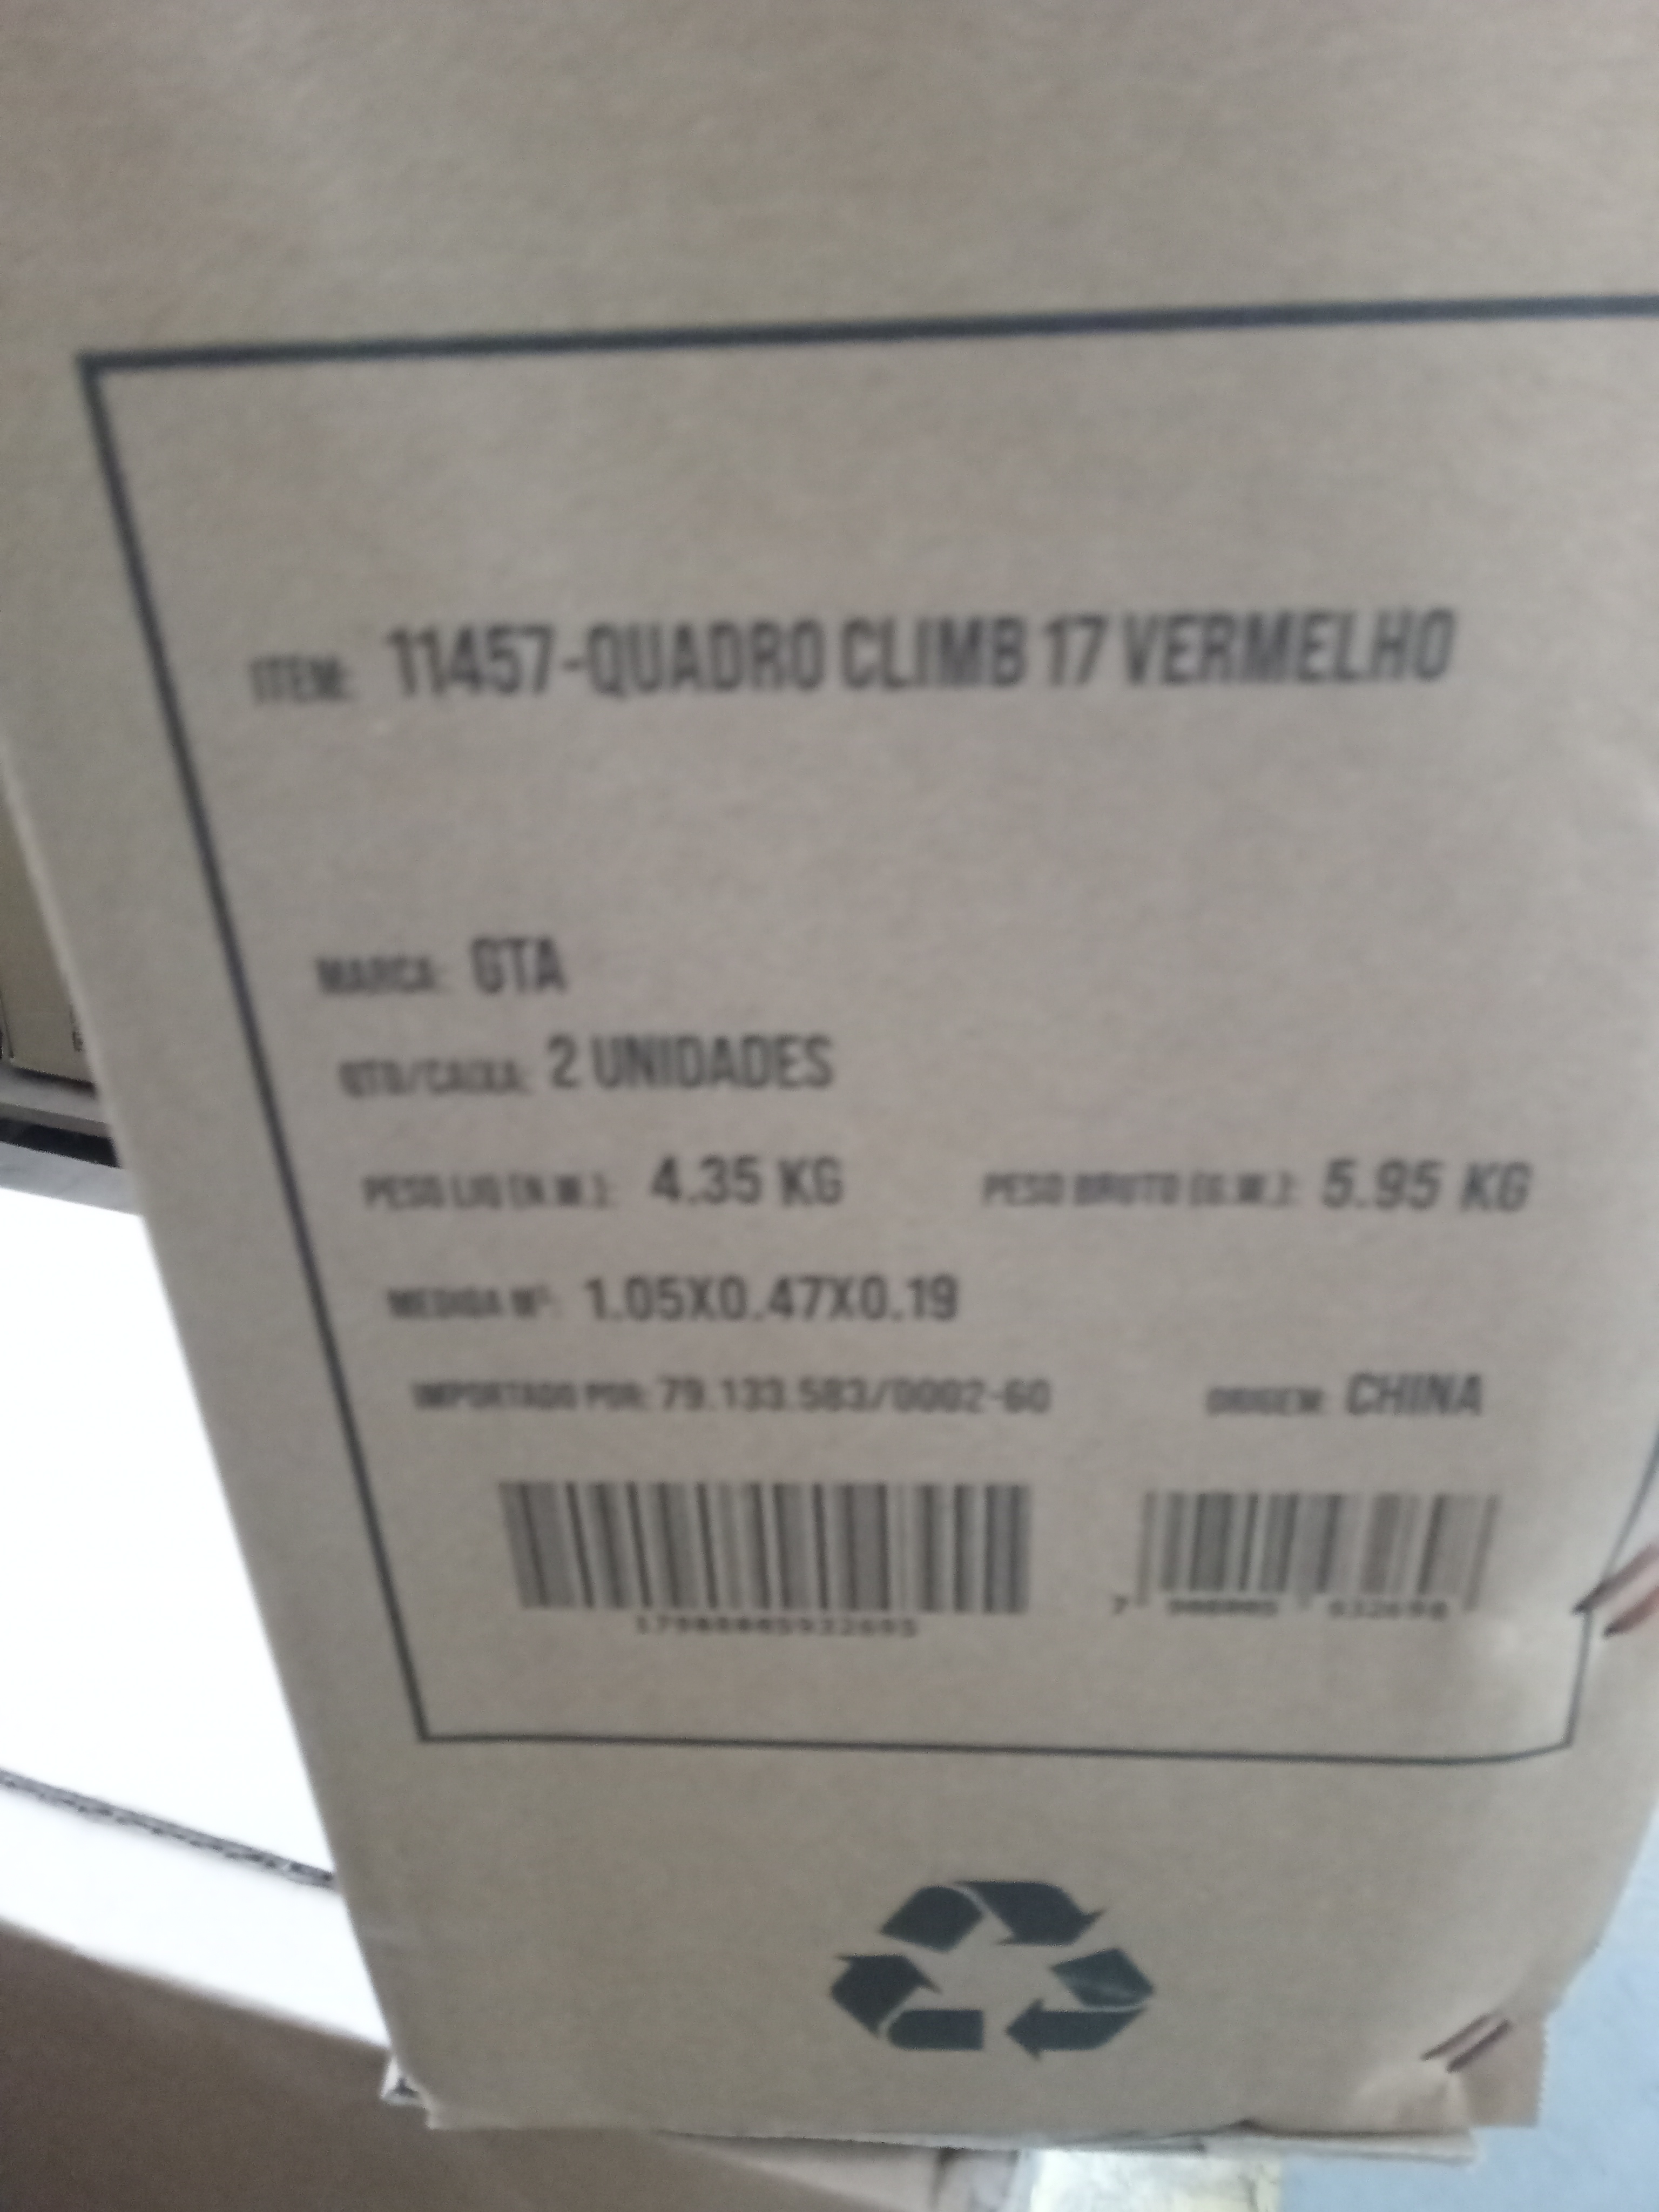 ITEM: 11457-QUADRO CLIMB 17 VERMELHO
MARCA: GTA
QTD/CAIXA: 2 UNIDADES
PESO LIQ (N.W.): 4.35 KG PESO BRUTO (G.W.): 5.95 KG
MEDIDA M³: 1.05X0.47X0.19
IMPORTADO POR: 79.133.583/0002-60 ORIGEM: CHINA